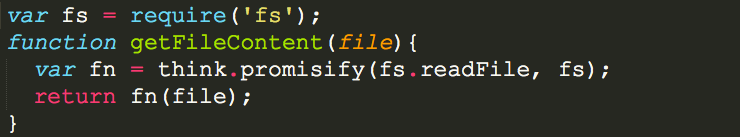 var fs = require('fs');
function getFileContent(file){
  var fn = think.promisify(fs.readFile, fs);
  return fn(file);
}